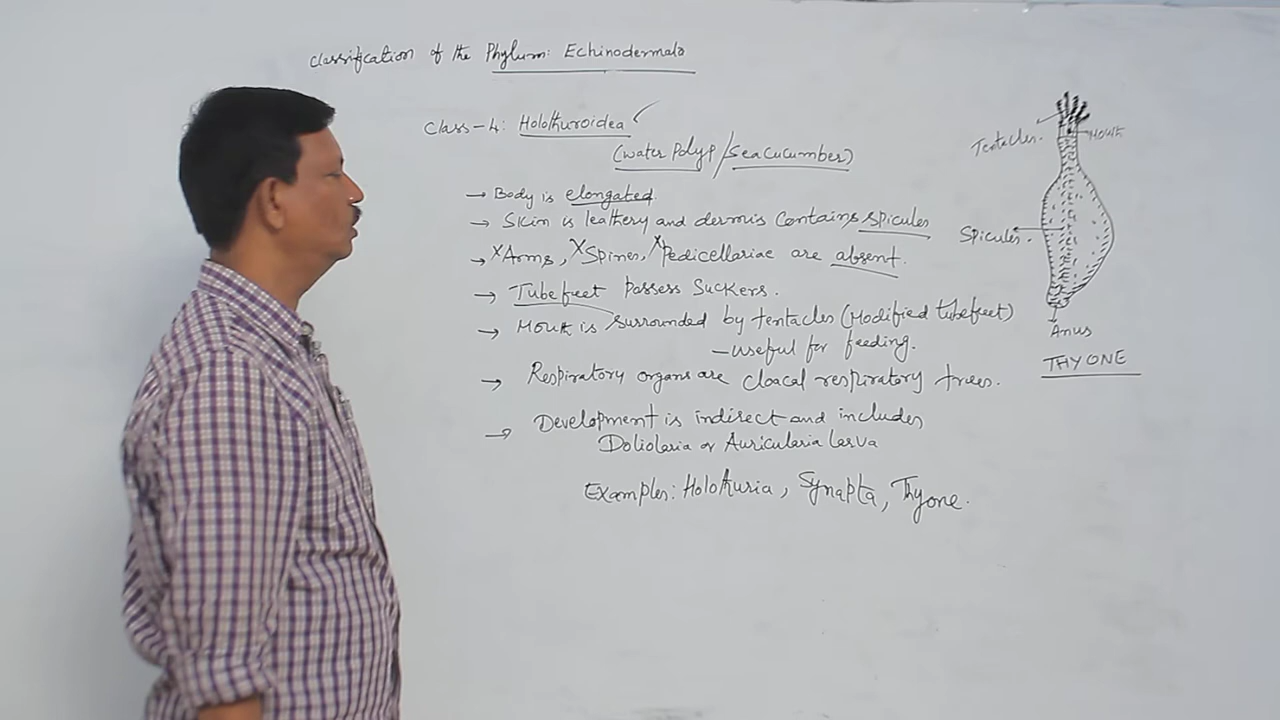 Classification of the Phylum: Echinodermata
Class-4: Holothuroidea
(Water Polyp/Sea cucumber)
→ Body is elongated.
→ Skin is leathery and dermis contains spicules
→ Arms, Spines, Pedicellariae are absent.
→ Tubefeet Possess Suckers.
→ Mouth is surrounded by tentacles (Modified tubefeet)
- useful for feeding.
→ Respiratory organs are cloacal respiratory trees.
→ Development is indirect and includes
Doliolaria or Auricularia larva
Examples: Holothuria, Synapta, Thyone.
Tentacles.
Mouth
Spicules.
Anus
THYONE